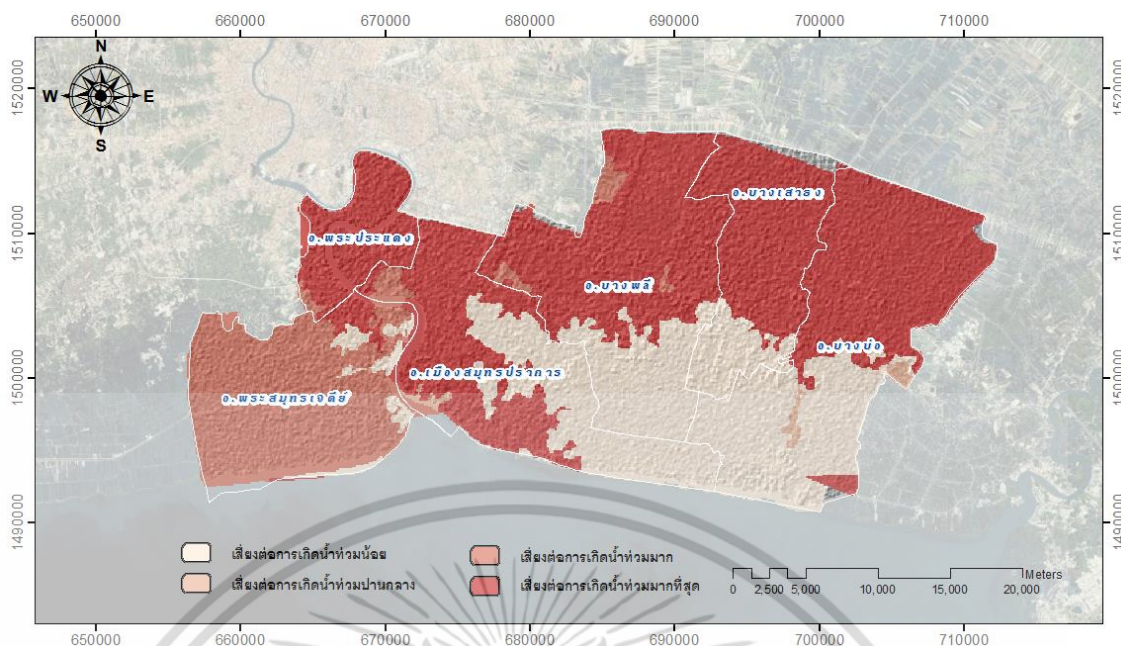 650000 660000 670000 680000 690000 700000 710000
1520000 1520000
N
W E
S
อ.บางเสาธง
1510000 1510000
อ.พระประแดง
อ.บางพลี
อ.บางบ่อ
1500000 1500000
อ.เมืองสมุทรปราการ
อ.พระสมุทรเจดีย์
1490000 1490000
เสี่ยงต่อการเกิดน้ำท่วมน้อย เสี่ยงต่อการเกิดน้ำท่วมมาก
เสี่ยงต่อการเกิดน้ำท่วมปานกลาง เสี่ยงต่อการเกิดน้ำท่วมมากที่สุด
Meters
0 2,500 5,000 10,000 15,000 20,000
650000 660000 670000 680000 690000 700000 710000